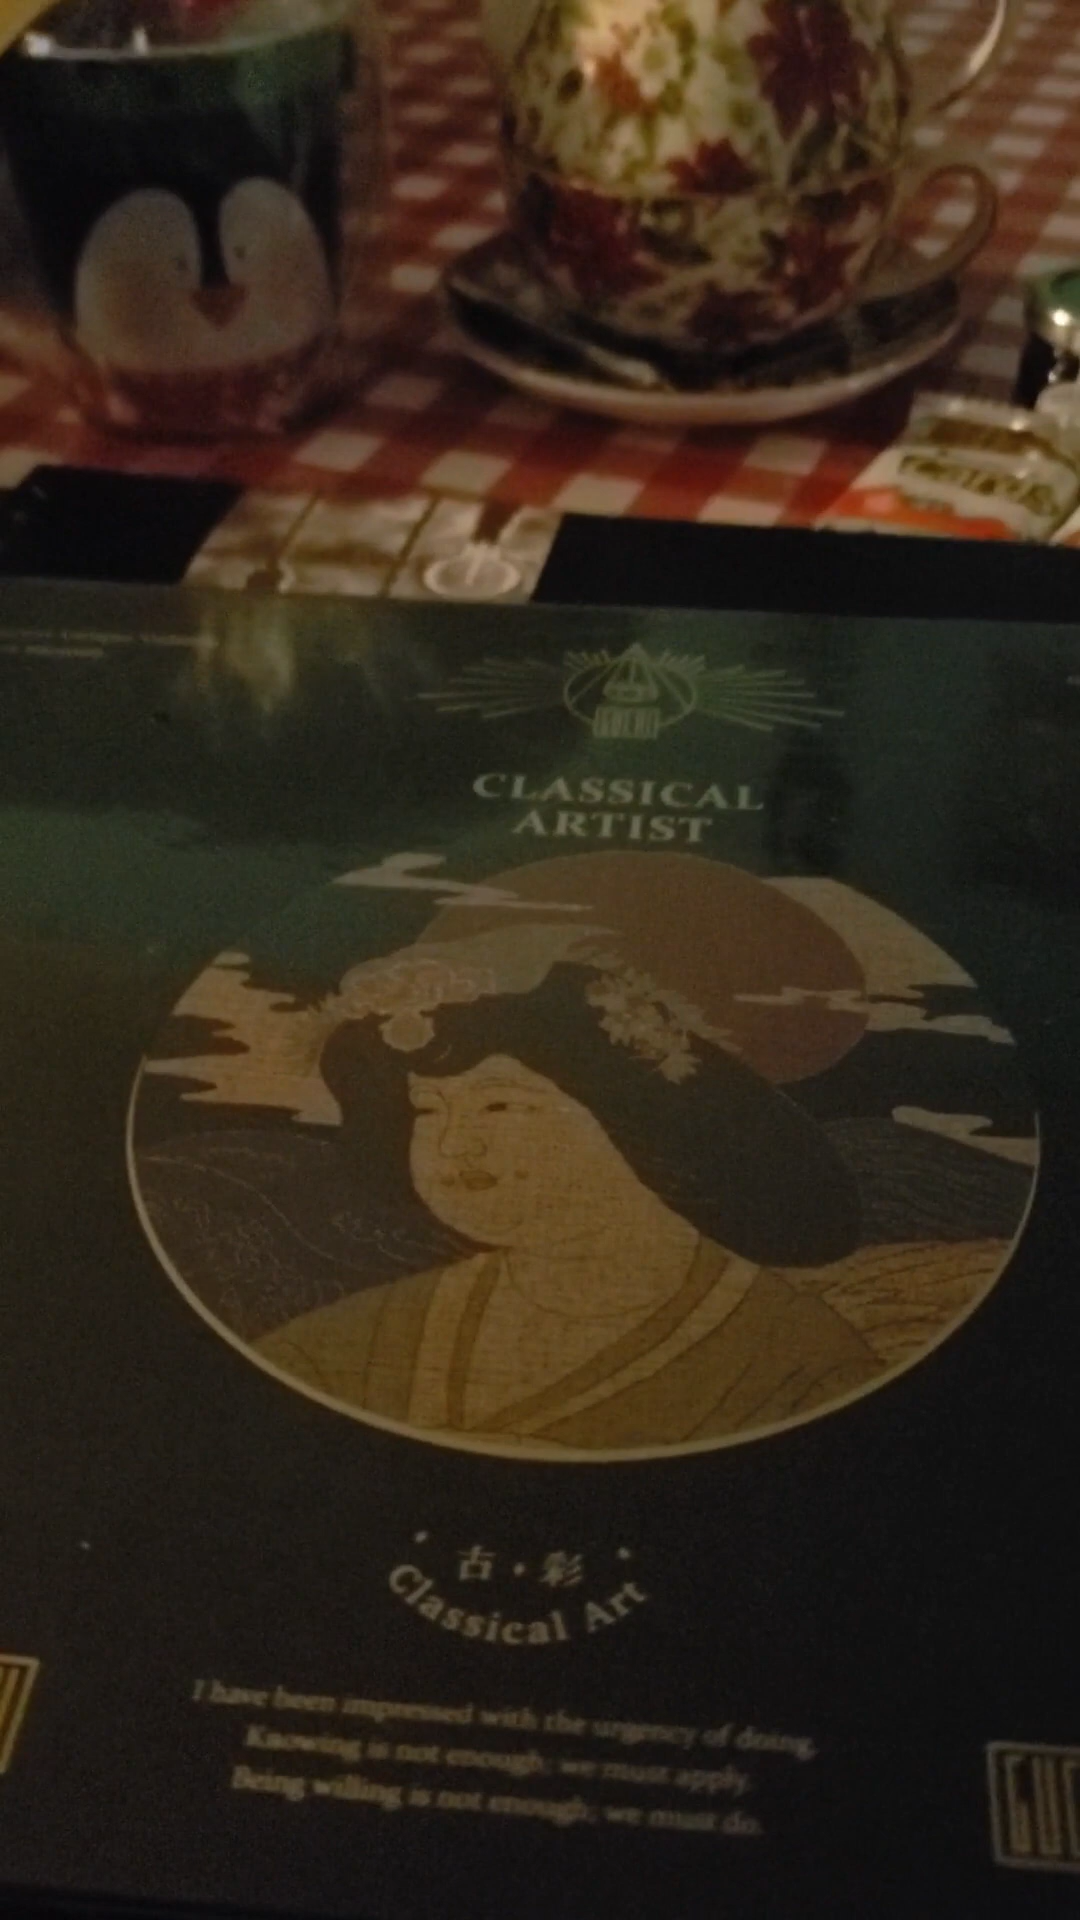 CLASSICAL
ARTIST
古·彩
Classical Art
I have been impressed with the urgency of doing,
Knowing is not enough; we must apply.
Being willing is not enough; we must do.